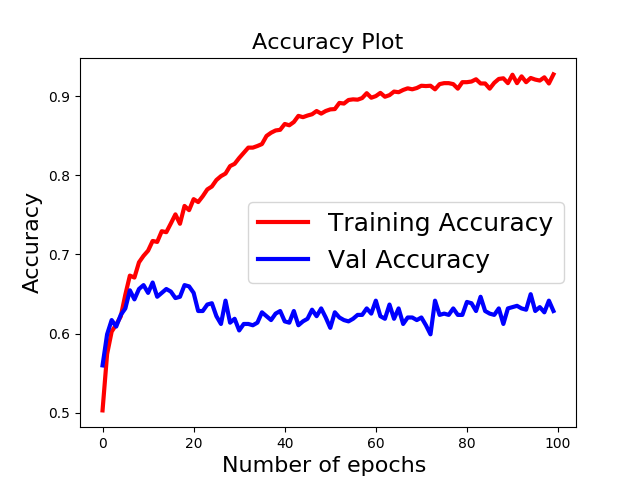 Accuracy Plot
0.9
0.8
0.7
0.6
0.5
Accuracy
Training Accuracy
Val Accuracy
0 20 40 60 80 100
Number of epochs